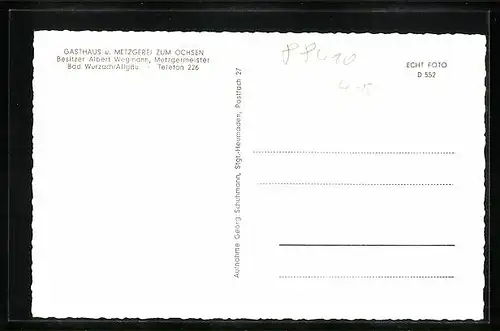 GASTHAUS u. METZGEREI ZUM OCHSEN
Besitzer Albert Wegmann, Metzgermeister
Bad Wurzach/Allgäu - Telefon 226
ECHT FOTO
D 552
Aufnahme Georg Schuhmann, Stgt.-Heumaden, Postfach 27